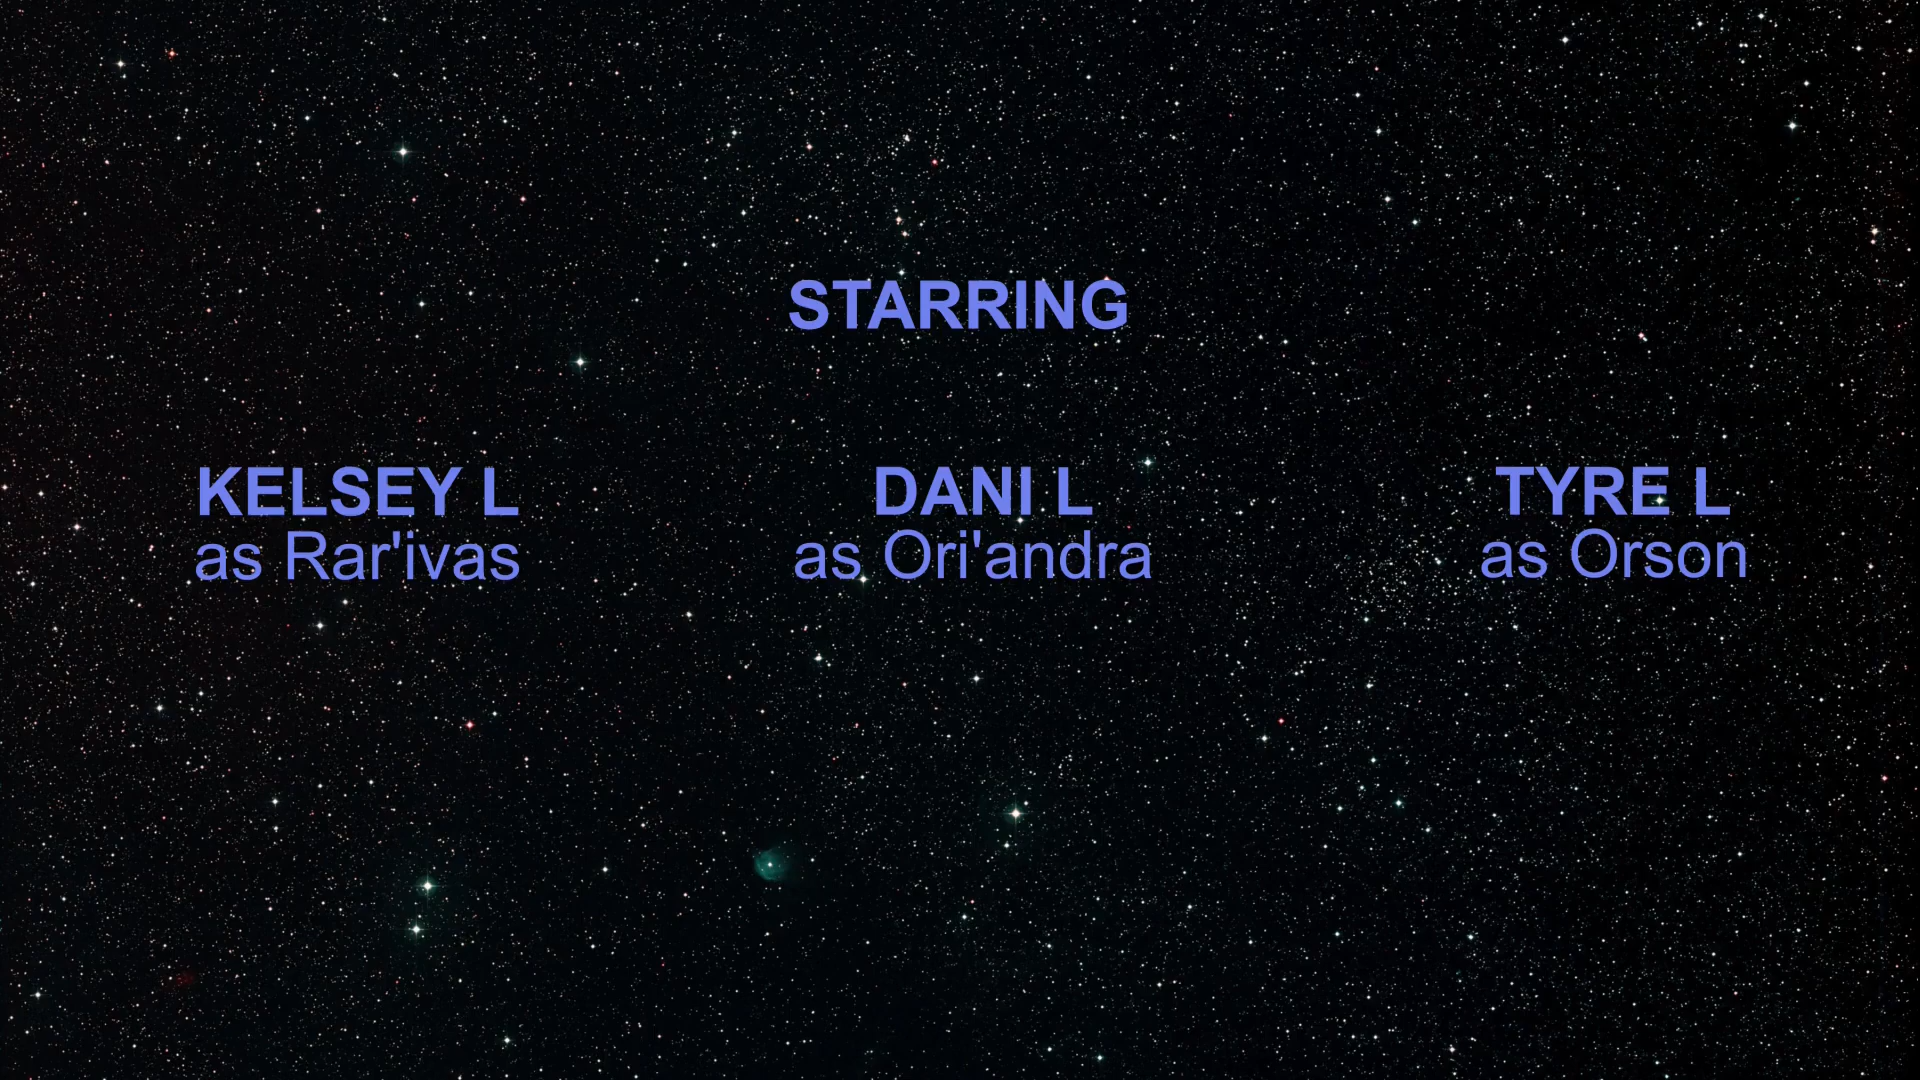 STARRING
KELSEY L
as Rar'ivas
DANI L
as Ori'andra
TYRE L
as Orson